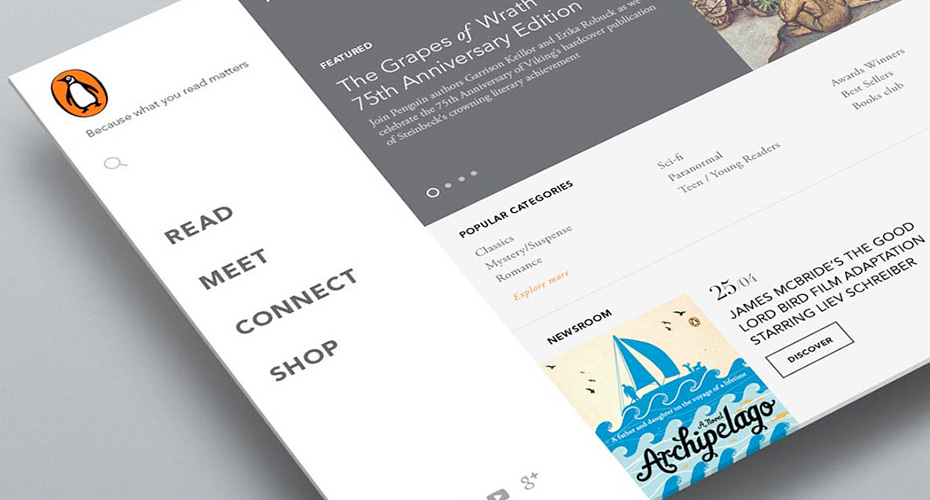 Because what you read matters
READ
MEET
CONNECT
SHOP
g+
FEATURED
The Grapes of Wrath
75th Anniversary Edition
Join Penguin authors Garrison Keillor and Erika Robuck as we
celebrate the 75th Anniversary of Viking's hardcover publication
of Steinbeck's crowning literary achievement
POPULAR CATEGORIES
Classics
Mystery/Suspense
Romance
Explore more
Sci-fi
Paranormal
Teen / Young Readers
Awards Winners
Best Sellers
Books club
NEWSROOM
A father and daughter on the voyage of a lifetime
A Novel
Archipelago
25/04
JAMES MCBRIDE'S THE GOOD
LORD BIRD FILM ADAPTATION
STARRING LIEV SCHREIBER
DISCOVER